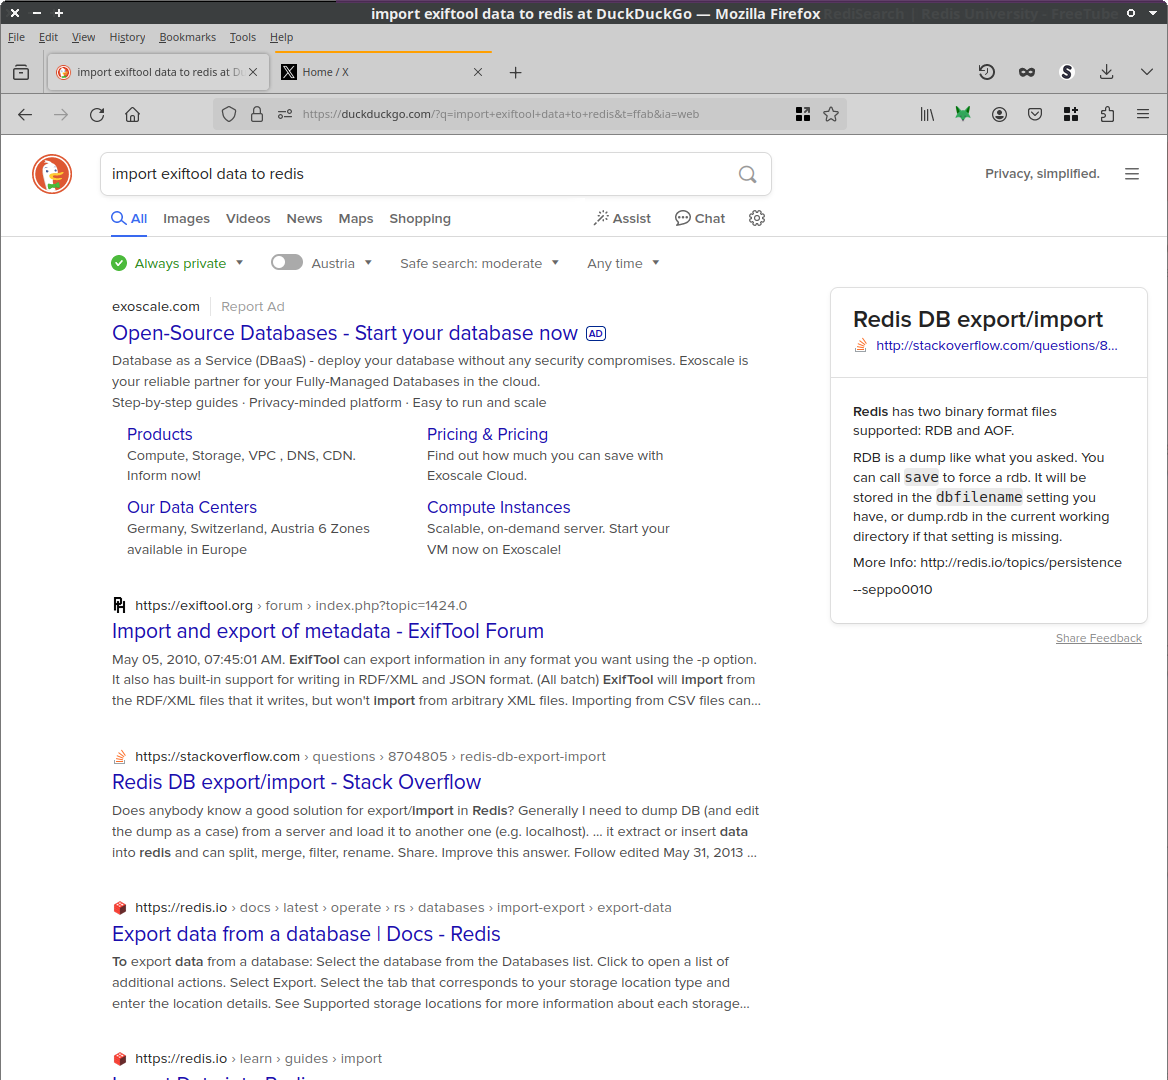 import exiftool data to redis at DuckDuckGo — Mozilla Firefox
RediSearch | Redis University - FreeTube
File Edit View History Bookmarks Tools Help
import exiftool data to redis at D
Home / X
https://duckduckgo.com/?q=import+exiftool+data+to+redis&t=ffab&ia=web
import exiftool data to redis
Privacy, simplified.
All Images Videos News Maps Shopping Assist Chat
Always private Austria Safe search: moderate Any time
exoscale.com Report Ad
Open-Source Databases - Start your database now AD
Database as a Service (DBaaS) - deploy your database without any security compromises. Exoscale is
your reliable partner for your Fully-Managed Databases in the cloud.
Step-by-step guides · Privacy-minded platform · Easy to run and scale
Products
Compute, Storage, VPC , DNS, CDN.
Inform now!
Pricing & Pricing
Find out how much you can save with
Exoscale Cloud.
Our Data Centers
Germany, Switzerland, Austria 6 Zones
available in Europe
Compute Instances
Scalable, on-demand server. Start your
VM now on Exoscale!
https://exiftool.org › forum › index.php?topic=1424.0
Import and export of metadata - ExifTool Forum
May 05, 2010, 07:45:01 AM. ExifTool can export information in any format you want using the -p option.
It also has built-in support for writing in RDF/XML and JSON format. (All batch) ExifTool will import from
the RDF/XML files that it writes, but won't import from arbitrary XML files. Importing from CSV files can...
https://stackoverflow.com › questions › 8704805 › redis-db-export-import
Redis DB export/import - Stack Overflow
Does anybody know a good solution for export/import in Redis? Generally I need to dump DB (and edit
the dump as a case) from a server and load it to another one (e.g. localhost). ... it extract or insert data
into redis and can split, merge, filter, rename. Share. Improve this answer. Follow edited May 31, 2013 ...
https://redis.io › docs › latest › operate › rs › databases › import-export › export-data
Export data from a database | Docs - Redis
To export data from a database: Select the database from the Databases list. Click to open a list of
additional actions. Select Export. Select the tab that corresponds to your storage location type and
enter the location details. See Supported storage locations for more information about each storage...
https://redis.io › learn › guides › import
Import Data into Redis
Redis DB export/import
http://stackoverflow.com/questions/8...
Redis has two binary format files
supported: RDB and AOF.
RDB is a dump like what you asked. You
can call save to force a rdb. It will be
stored in the dbfilename setting you
have, or dump.rdb in the current working
directory if that setting is missing.
More Info: http://redis.io/topics/persistence
--seppo0010
Share Feedback